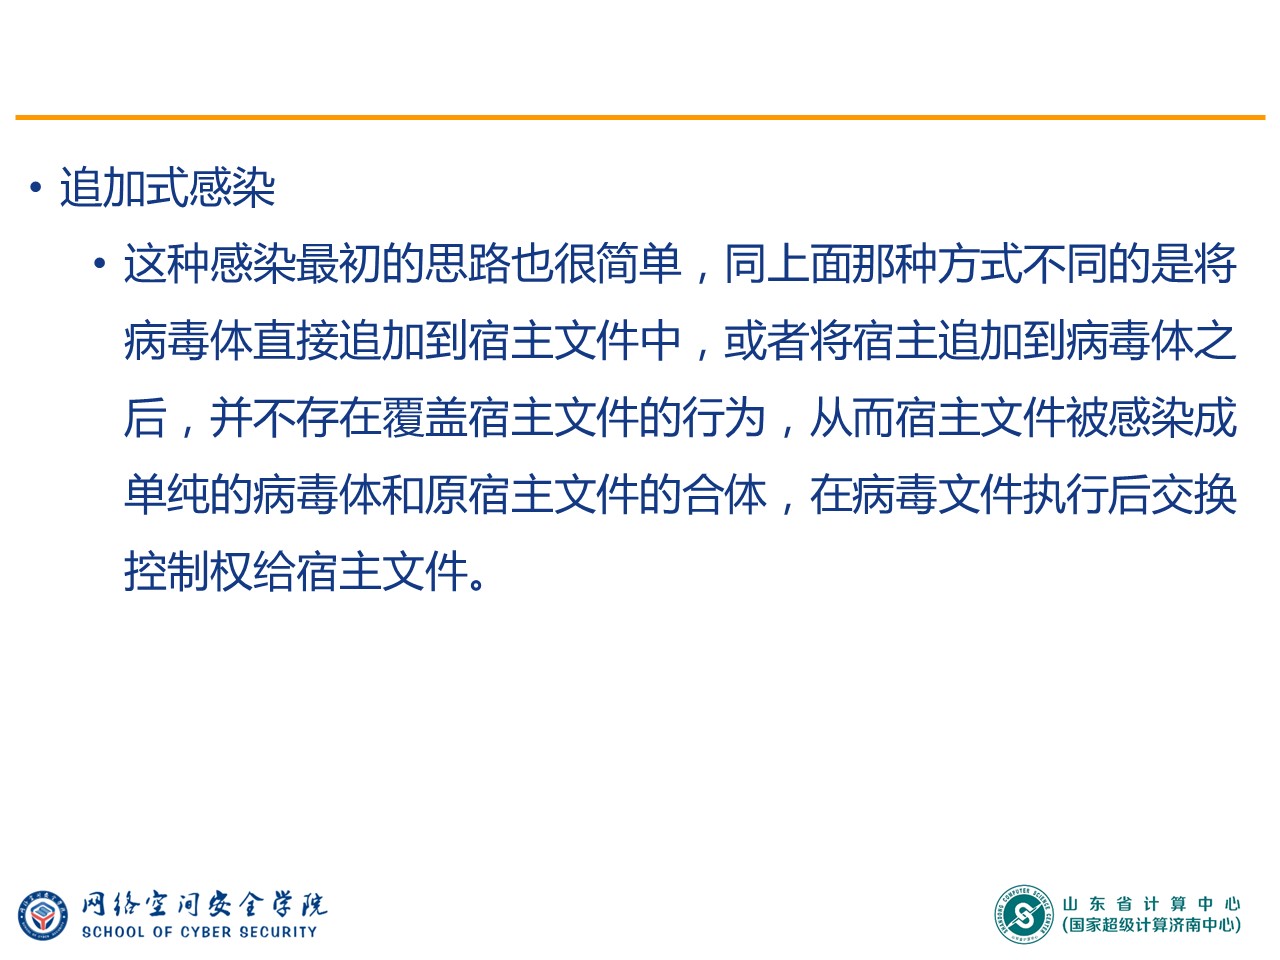 • 追加式感染
• 这种感染最初的思路也很简单，同上面那种方式不同的是将
病毒体直接追加到宿主文件中，或者将宿主追加到病毒体之
后，并不存在覆盖宿主文件的行为，从而宿主文件被感染成
单纯的病毒体和原宿主文件的合体，在病毒文件执行后交换
控制权给宿主文件。
网络空间安全学院
SCHOOL OF CYBER SECURITY
山东省计算中心
(国家超级计算济南中心)
SHANDONG COMPUTER SCIENCE CENTER